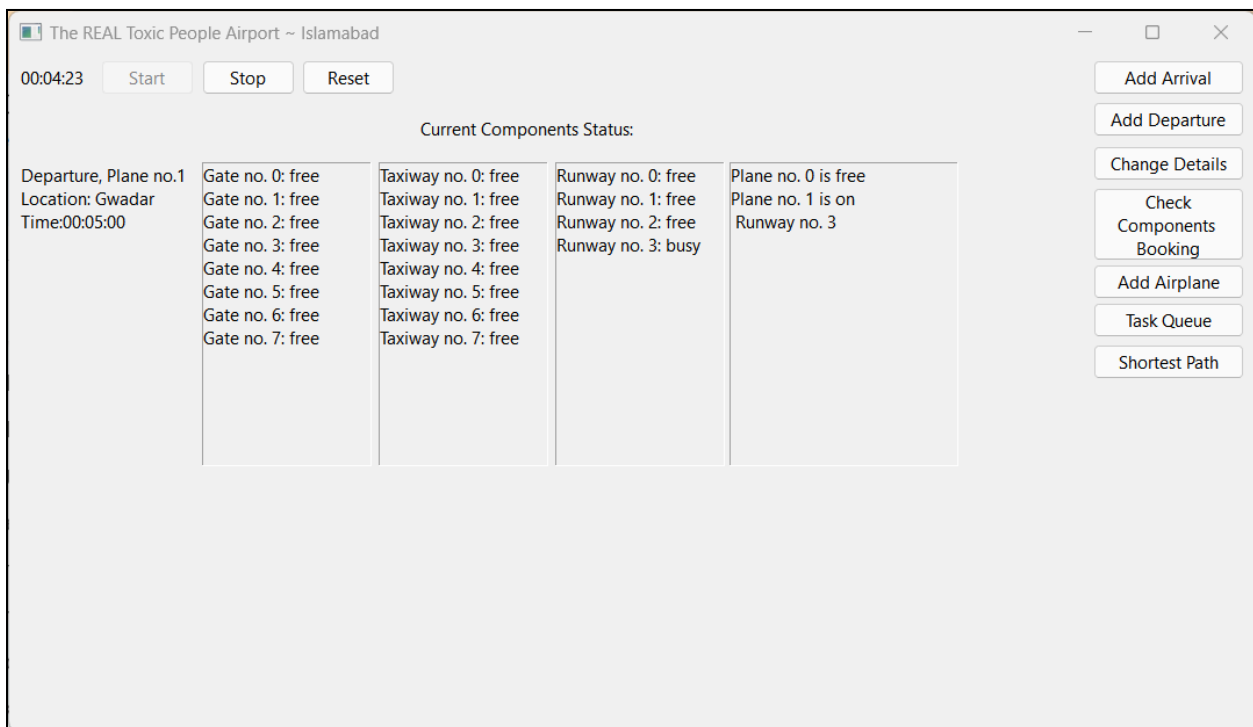 The REAL Toxic People Airport ~ Islamabad
00:04:23 Start Stop Reset
Current Components Status:
Departure, Plane no.1
Location: Gwadar
Time:00:05:00
Gate no. 0: free
Gate no. 1: free
Gate no. 2: free
Gate no. 3: free
Gate no. 4: free
Gate no. 5: free
Gate no. 6: free
Gate no. 7: free
Taxiway no. 0: free
Taxiway no. 1: free
Taxiway no. 2: free
Taxiway no. 3: free
Taxiway no. 4: free
Taxiway no. 5: free
Taxiway no. 6: free
Taxiway no. 7: free
Runway no. 0: free
Runway no. 1: free
Runway no. 2: free
Runway no. 3: busy
Plane no. 0 is free
Plane no. 1 is on
Runway no. 3
Add Arrival
Add Departure
Change Details
Check
Components
Booking
Add Airplane
Task Queue
Shortest Path